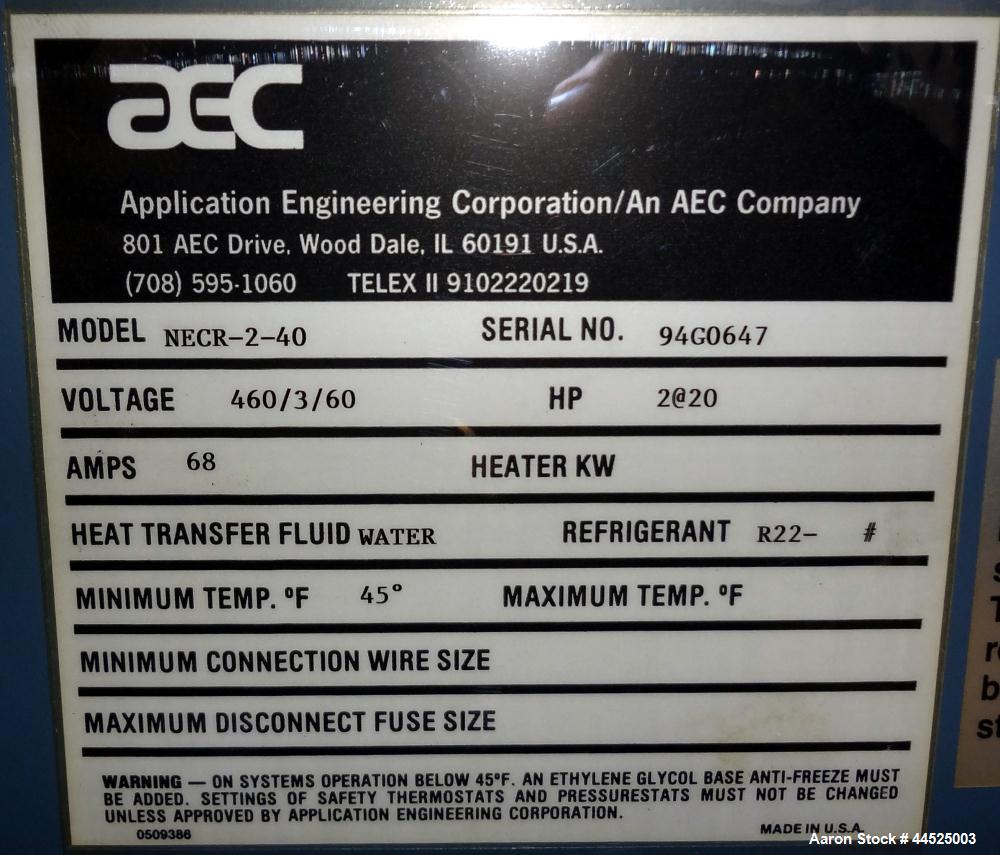 AEC
Application Engineering Corporation/An AEC Company
801 AEC Drive, Wood Dale, IL 60191 U.S.A.
(708) 595-1060 TELEX II 9102220219
MODEL NECR-2-40 SERIAL NO. 94G0647
VOLTAGE 460/3/60 HP 2@20
AMPS 68 HEATER KW
HEAT TRANSFER FLUID WATER REFRIGERANT R22- #
MINIMUM TEMP. ºF 45° MAXIMUM TEMP. ºF
MINIMUM CONNECTION WIRE SIZE
MAXIMUM DISCONNECT FUSE SIZE
WARNING — ON SYSTEMS OPERATION BELOW 45ºF. AN ETHYLENE GLYCOL BASE ANTI-FREEZE MUST
BE ADDED. SETTINGS OF SAFETY THERMOSTATS AND PRESSURESTATS MUST NOT BE CHANGED
UNLESS APPROVED BY APPLICATION ENGINEERING CORPORATION.
0509386 MADE IN U.S.A.
Aaron Stock # 44525003